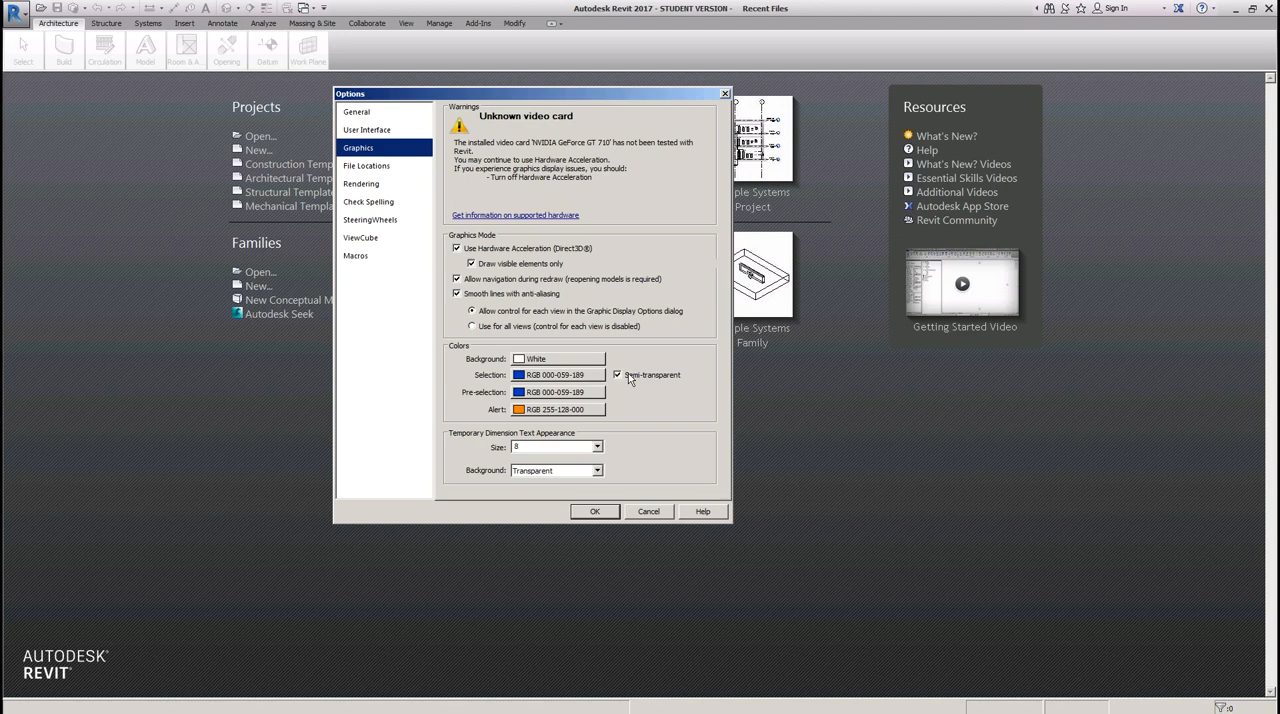 Autodesk Revit 2017 - STUDENT VERSION - Recent Files
Sign In
Architecture Structure Systems Insert Annotate Analyze Massing & Site Collaborate View Manage Add-Ins Modify
Select Build Circulation Model Room & A... Opening Datum Work Plane
Projects
Open...
New...
Construction Temp
Architectural Temp
Structural Template
Mechanical Templa
Families
Open...
New...
New Conceptual M
Autodesk Seek
Options
General
User Interface
Graphics
File Locations
Rendering
Check Spelling
SteeringWheels
ViewCube
Macros
Warnings
Unknown video card
The installed video card 'NVIDIA GeForce GT 710' has not been tested with
Revit.
You may continue to use Hardware Acceleration.
If you experience graphics display issues, you should:
- Turn off Hardware Acceleration
Get information on supported hardware
Graphics Mode
Use Hardware Acceleration (Direct3D®)
Draw visible elements only
Allow navigation during redraw (reopening models is required)
Smooth lines with anti-aliasing
Allow control for each view in the Graphic Display Options dialog
Use for all views (control for each view is disabled)
Colors
Background: White
Selection: RGB 000-059-189 Semi-transparent
Pre-selection: RGB 000-059-189
Alert: RGB 255-128-000
Temporary Dimension Text Appearance
Size: 8
Background: Transparent
OK Cancel Help
ple Systems
Project
ple Systems
Family
Resources
What's New?
Help
What's New? Videos
Essential Skills Videos
Additional Videos
Autodesk App Store
Revit Community
Getting Started Video
AUTODESK®
REVIT®
:0